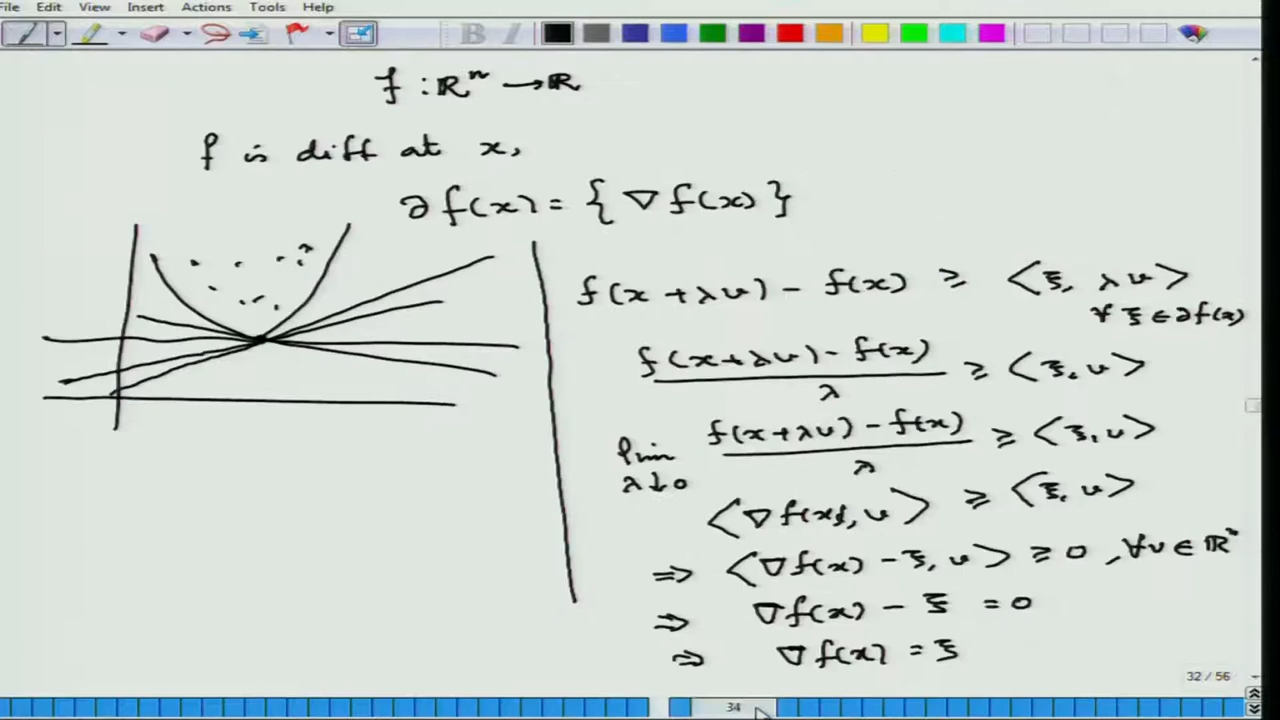 File Edit View Insert Actions Tools Help
f : ℝⁿ → ℝ
f is diff at x,
∂f(x) = { ∇f(x) }
f(x + λv) - f(x) ≥ ⟨ξ, λv⟩
∀ ξ ∈ ∂f(x)
f(x+λv) - f(x) / λ ≥ ⟨ξ, v⟩
lim λ↓0 f(x+λv) - f(x) / λ ≥ ⟨ξ, v⟩
⟨∇f(x), v⟩ ≥ ⟨ξ, v⟩
⇒ ⟨∇f(x) - ξ, v⟩ ≥ 0, ∀v ∈ ℝⁿ
⇒ ∇f(x) - ξ = 0
⇒ ∇f(x) = ξ
32 / 56
34